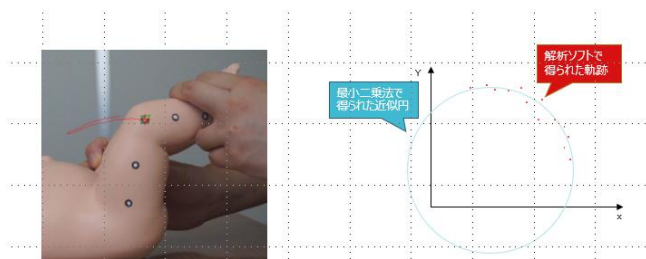 解析ソフトで
得られた軌跡
最小二乗法で
得られた近似円
Y
x